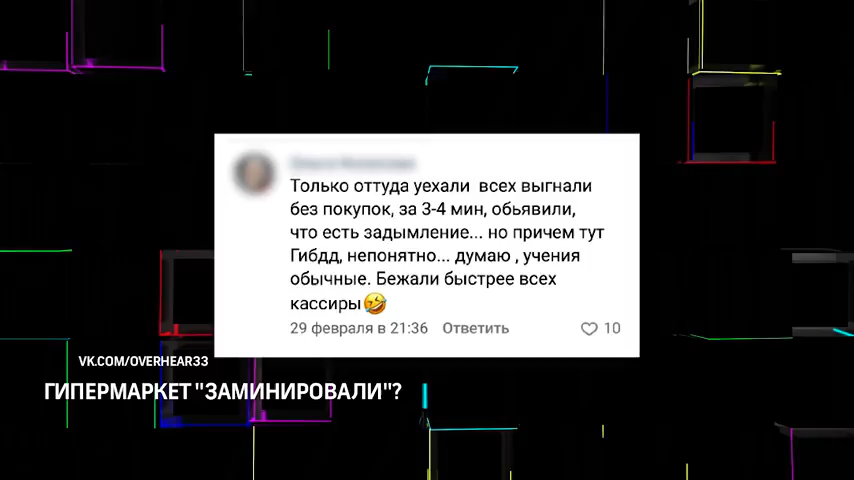 Только оттуда уехали всех выгнали
без покупок, за 3-4 мин, обьявили,
что есть задымление... но причем тут
Гибдд, непонятно... думаю , учения
обычные. Бежали быстрее всех
кассиры🤣
29 февраля в 21:36 Ответить 10
VK.COM/OVERHEAR33
ГИПЕРМАРКЕТ "ЗАМИНИРОВАЛИ"?